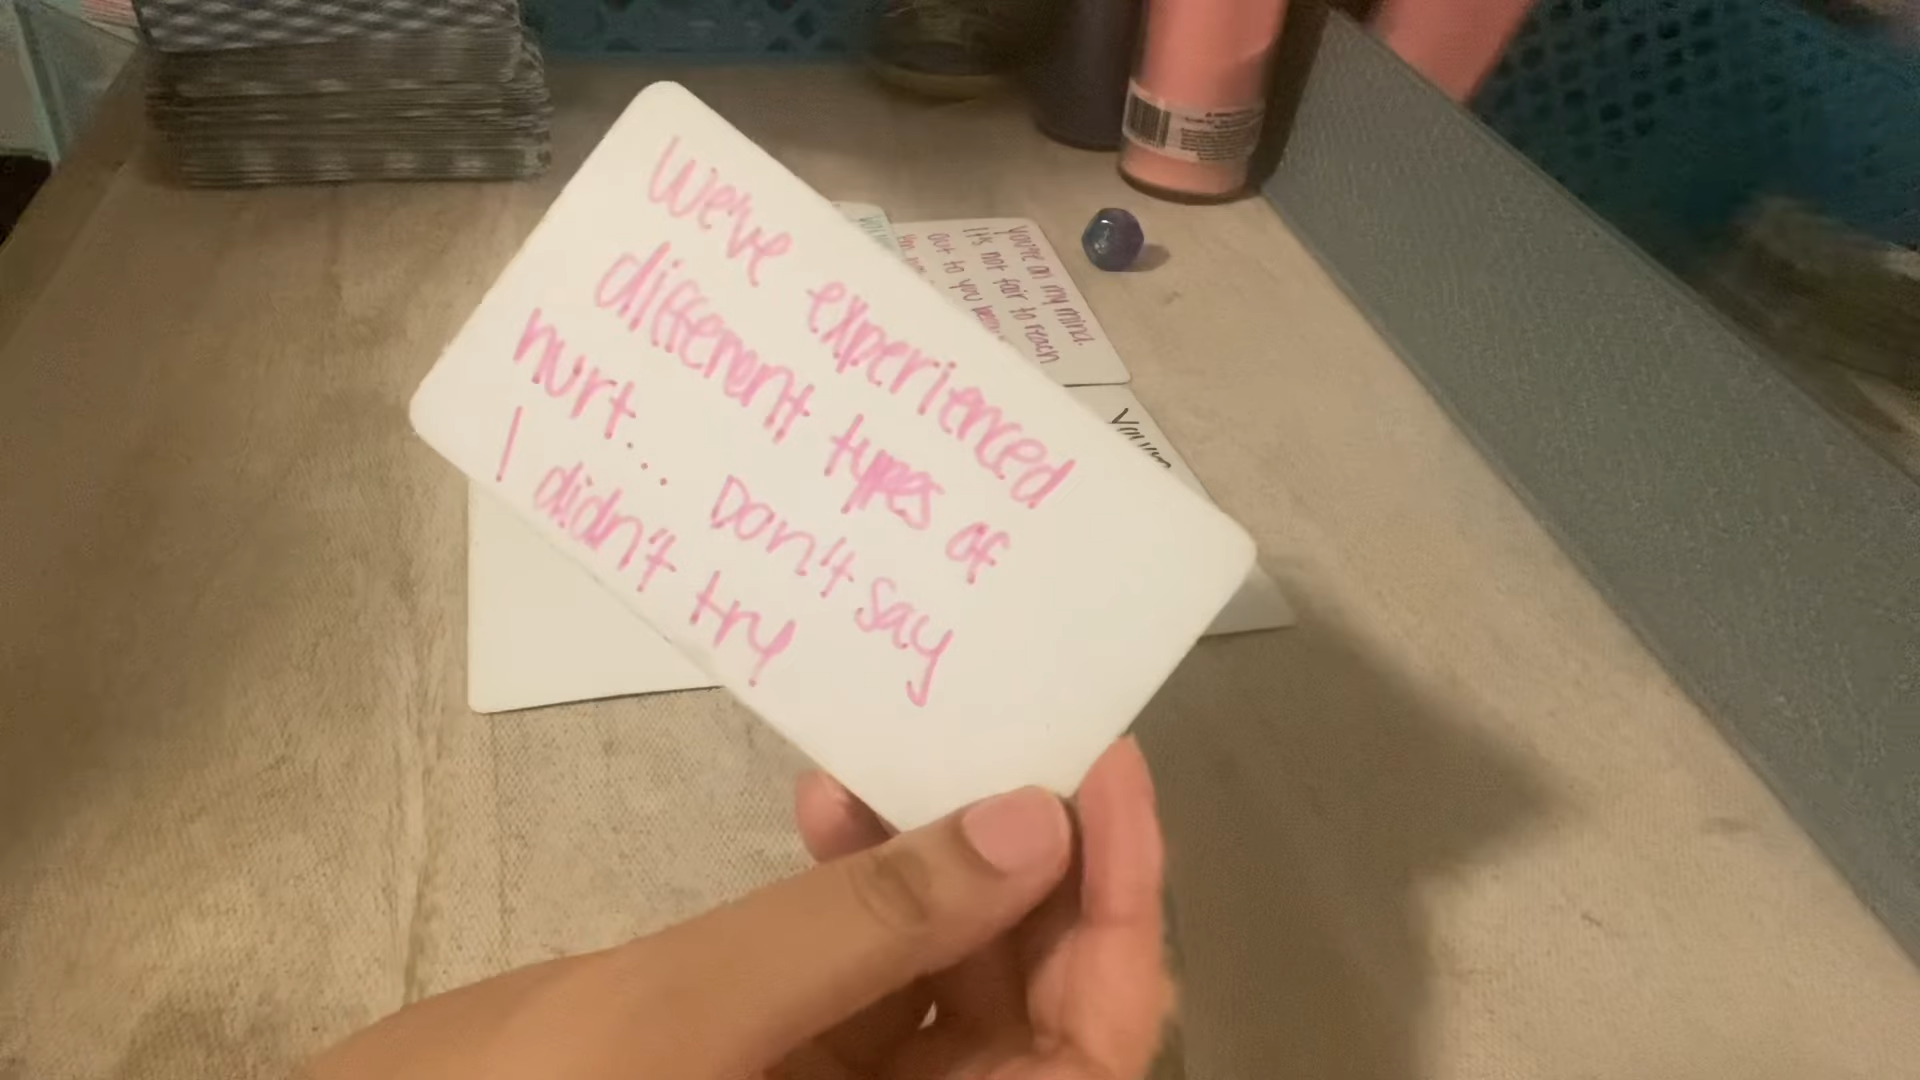 We've experienced
different types of
hurt... Don't say
I didn't try
You're on my mind.
It's not fair to reach
out to you